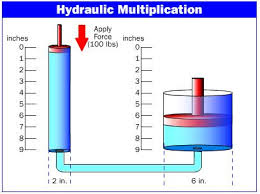 Hydraulic Multiplication
Apply
Force
(100 lbs)
inches
0
1
2
3
4
5
6
7
8
9
inches
0
1
2
3
4
5
6
7
8
9
2 in.
6 in.